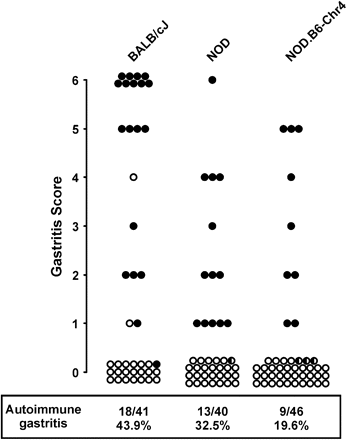 BALB/cJ NOD NOD.B6-Chr4
6
5
4
3
2
1
0
Gastritis Score
Autoimmune gastritis 18/41 13/40 9/46
43.9% 32.5% 19.6%